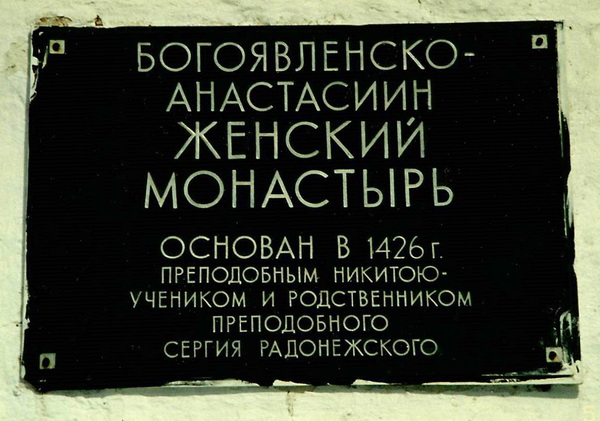 БОГОЯВЛЕНСКО-
АНАСТАСИИН
ЖЕНСКИЙ
МОНАСТЫРЬ
ОСНОВАН В 1426 г.
ПРЕПОДОБНЫМ НИКИТОЮ-
УЧЕНИКОМ И РОДСТВЕННИКОМ
ПРЕПОДОБНОГО
СЕРГИЯ РАДОНЕЖСКОГО